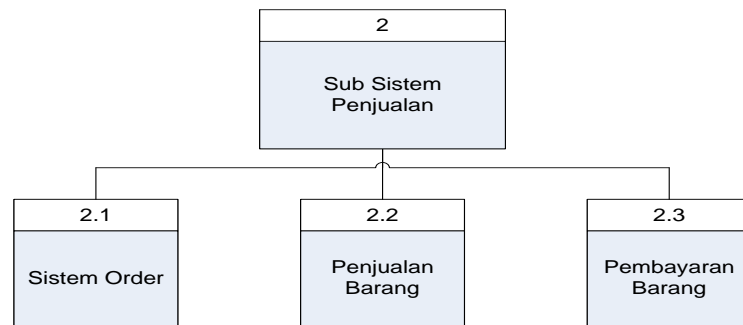 2
Sub Sistem
Penjualan
2.1
Sistem Order
2.2
Penjualan
Barang
2.3
Pembayaran
Barang